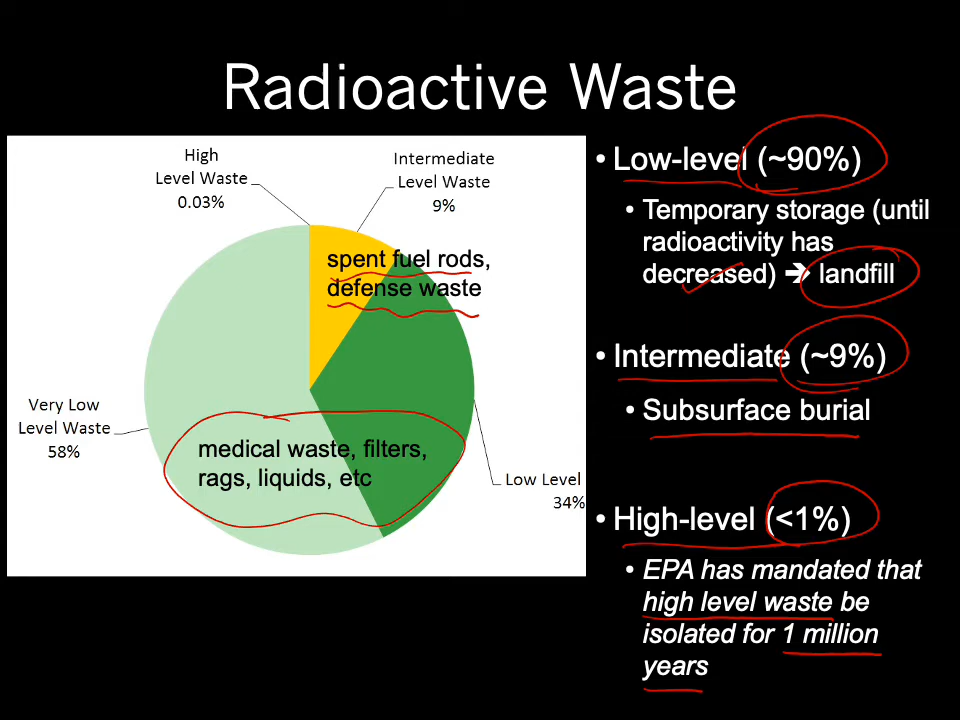 Radioactive Waste
High
Level Waste
0.03%
Intermediate
Level Waste
9%
spent fuel rods,
defense waste
Very Low
Level Waste
58%
medical waste, filters,
rags, liquids, etc
Low Level
34%
• Low-level (~90%)
• Temporary storage (until
radioactivity has
decreased) ➔ landfill
• Intermediate (~9%)
• Subsurface burial
• High-level (<1%)
• EPA has mandated that
high level waste be
isolated for 1 million
years